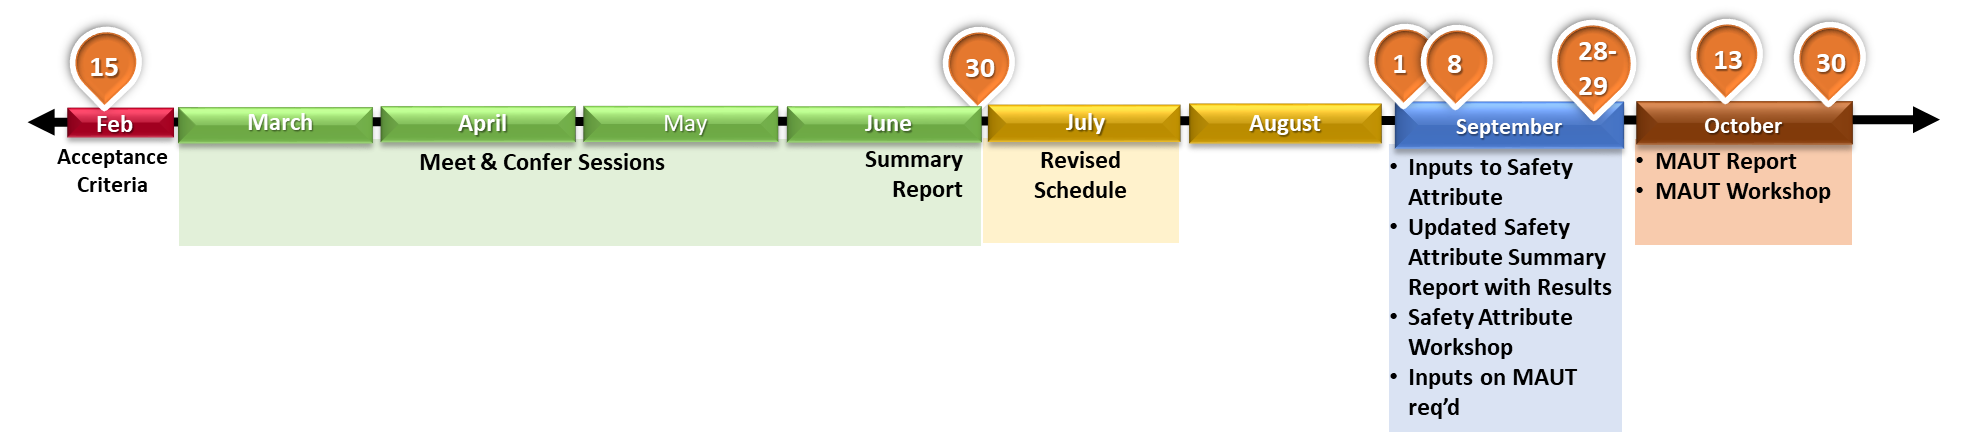 15
30
1
8
28-
29
13
30
Feb
March
April
May
June
July
August
September
October
Acceptance
Criteria
Meet & Confer Sessions
Summary
Report
Revised
Schedule
• Inputs to Safety
Attribute
• Updated Safety
Attribute Summary
Report with Results
• Safety Attribute
Workshop
• Inputs on MAUT
req’d
• MAUT Report
• MAUT Workshop